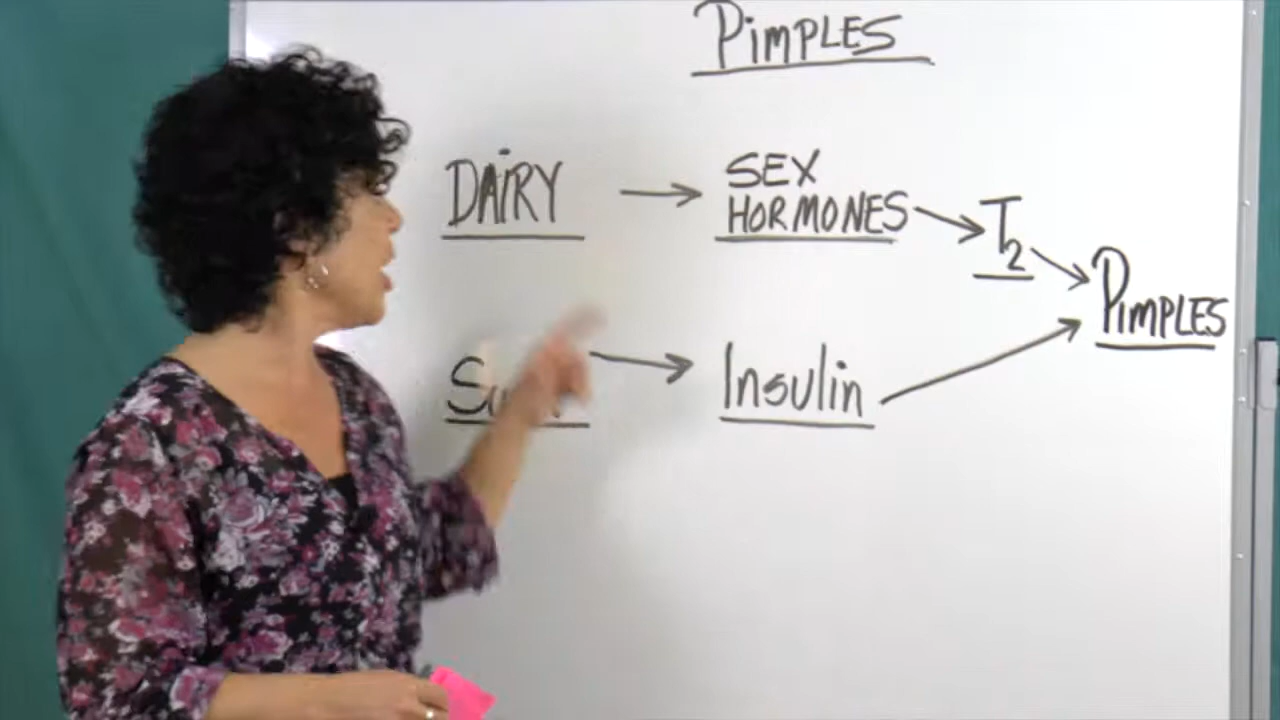 PiMPLES
DAiRY
SEX
HORMONES
T2
PiMPLES
Insulin